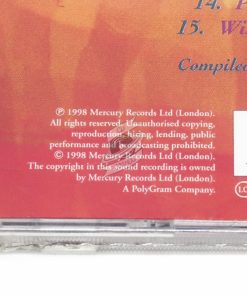 14. P
15. Wi
Compiled
℗ 1998 Mercury Records Ltd (London).
All rights reserved. Unauthorised copying,
reproduction, hiring, lending, public
performance and broadcasting prohibited.
© 1998 Mercury Records Ltd (London).
The copyright in this sound recording is owned
by Mercury Records Ltd (London).
A PolyGram Company.
LC